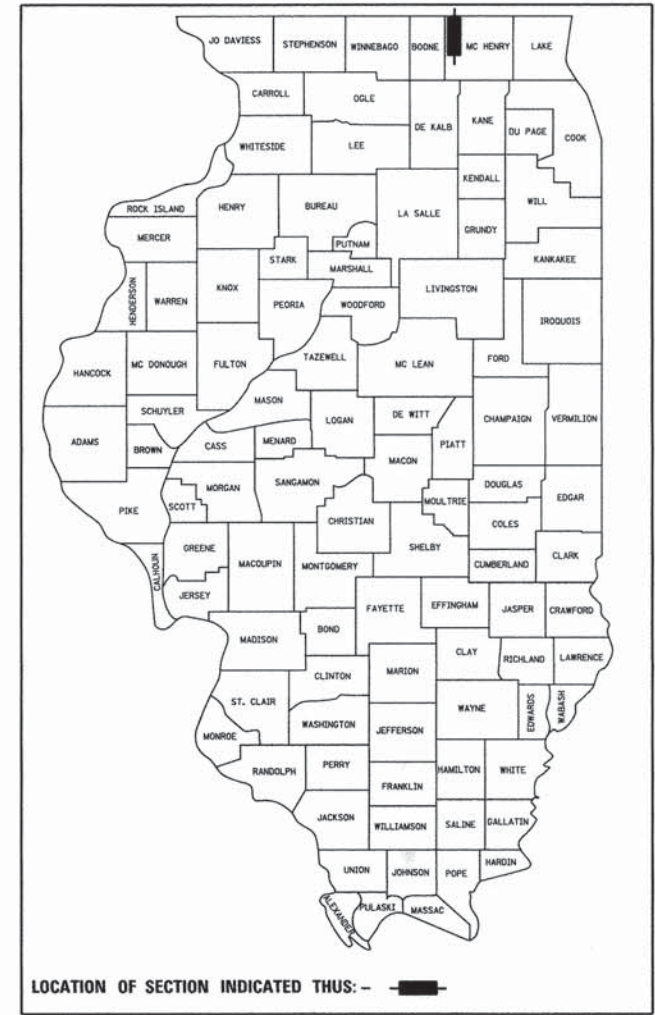 JO DAVIESS STEPHENSON WINNEBAGO BOONE MC HENRY LAKE
CARROLL OGLE DE KALB KANE DU PAGE COOK
WHITESIDE LEE
KENDALL
ROCK ISLAND HENRY BUREAU LA SALLE WILL
GRUNDY
MERCER PUTNAM
STARK MARSHALL KANKAKEE
HENDERSON WARREN KNOX PEORIA WOODFORD LIVINGSTON IROQUOIS
HANCOCK MC DONOUGH FULTON TAZEWELL MC LEAN FORD
SCHUYLER MASON LOGAN DE WITT CHAMPAIGN VERMILION
ADAMS BROWN CASS MENARD MACON PIATT
MORGAN SANGAMON DOUGLAS EDGAR
PIKE SCOTT CHRISTIAN MOULTRIE COLES
GREENE MACOUPIN MONTGOMERY SHELBY CUMBERLAND CLARK
CALHOUN JERSEY FAYETTE EFFINGHAM JASPER CRAWFORD
MADISON BOND CLAY RICHLAND LAWRENCE
CLINTON MARION
ST. CLAIR WAYNE EDWARDS WABASH
MONROE WASHINGTON JEFFERSON
RANDOLPH PERRY HAMILTON WHITE
FRANKLIN
JACKSON WILLIAMSON SALINE GALLATIN
UNION JOHNSON POPE HARDIN
ALEXANDER PULASKI MASSAC
LOCATION OF SECTION INDICATED THUS: -